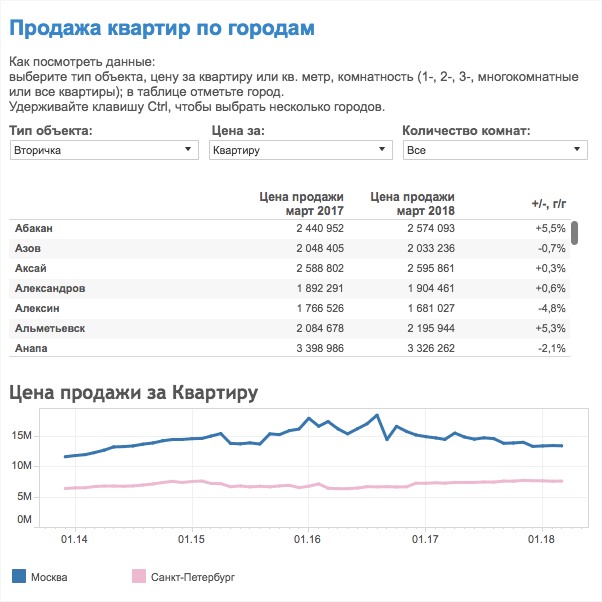 Продажа квартир по городам
Как посмотреть данные:
выберите тип объекта, цену за квартиру или кв. метр, комнатность (1-, 2-, 3-, многокомнатные
или все квартиры); в таблице отметьте город.
Удерживайте клавишу Ctrl, чтобы выбрать несколько городов.
Тип объекта: Цена за: Количество комнат:
Вторичка Квартиру Все
Цена продажи Цена продажи
март 2017 март 2018 +/-, г/г
Абакан 2 440 952 2 574 093 +5,5%
Азов 2 048 405 2 033 236 -0,7%
Аксай 2 588 802 2 595 861 +0,3%
Александров 1 892 291 1 904 461 +0,6%
Алексин 1 766 526 1 681 027 -4,8%
Альметьевск 2 084 678 2 195 944 +5,3%
Анапа 3 398 986 3 326 262 -2,1%
Цена продажи за Квартиру
15M
10M
5M
0M
01.14 01.15 01.16 01.17 01.18
Москва Санкт-Петербург